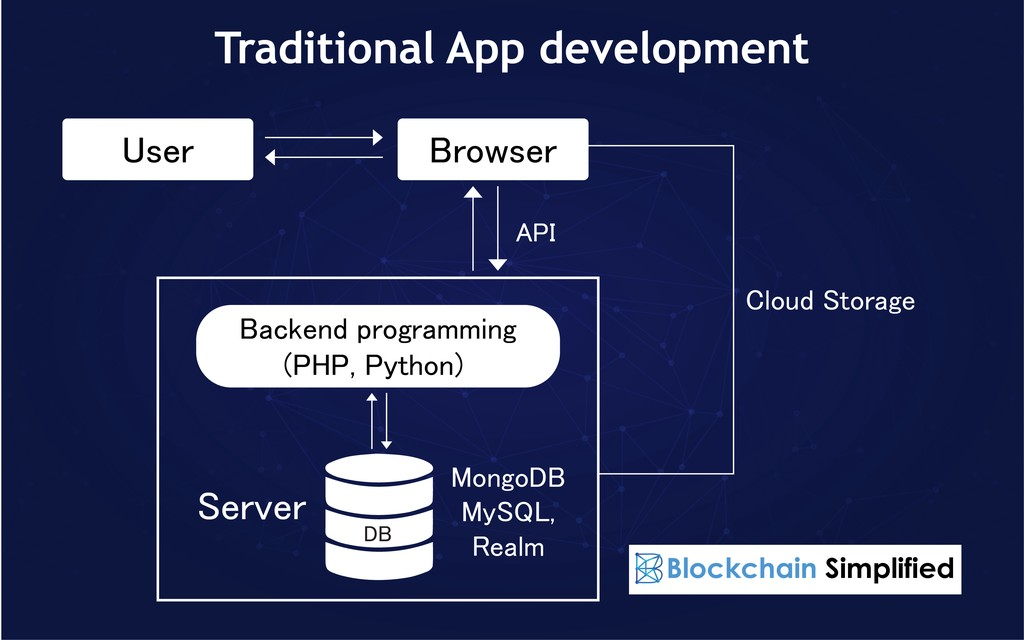 Traditional App development
User
Browser
API
Cloud Storage
Backend programming
(PHP, Python)
Server
DB
MongoDB
MySQL,
Realm
Blockchain Simplified